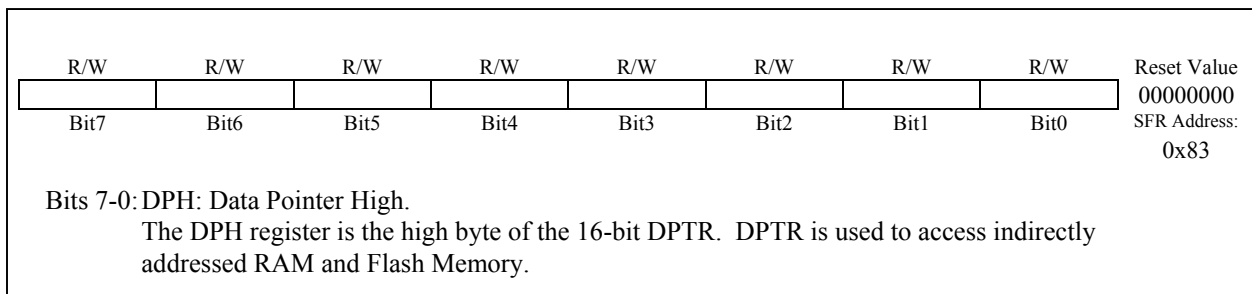 R/W R/W R/W R/W R/W R/W R/W R/W Reset Value
00000000
Bit7 Bit6 Bit5 Bit4 Bit3 Bit2 Bit1 Bit0 SFR Address:
0x83
Bits 7-0: DPH: Data Pointer High.
The DPH register is the high byte of the 16-bit DPTR. DPTR is used to access indirectly
addressed RAM and Flash Memory.